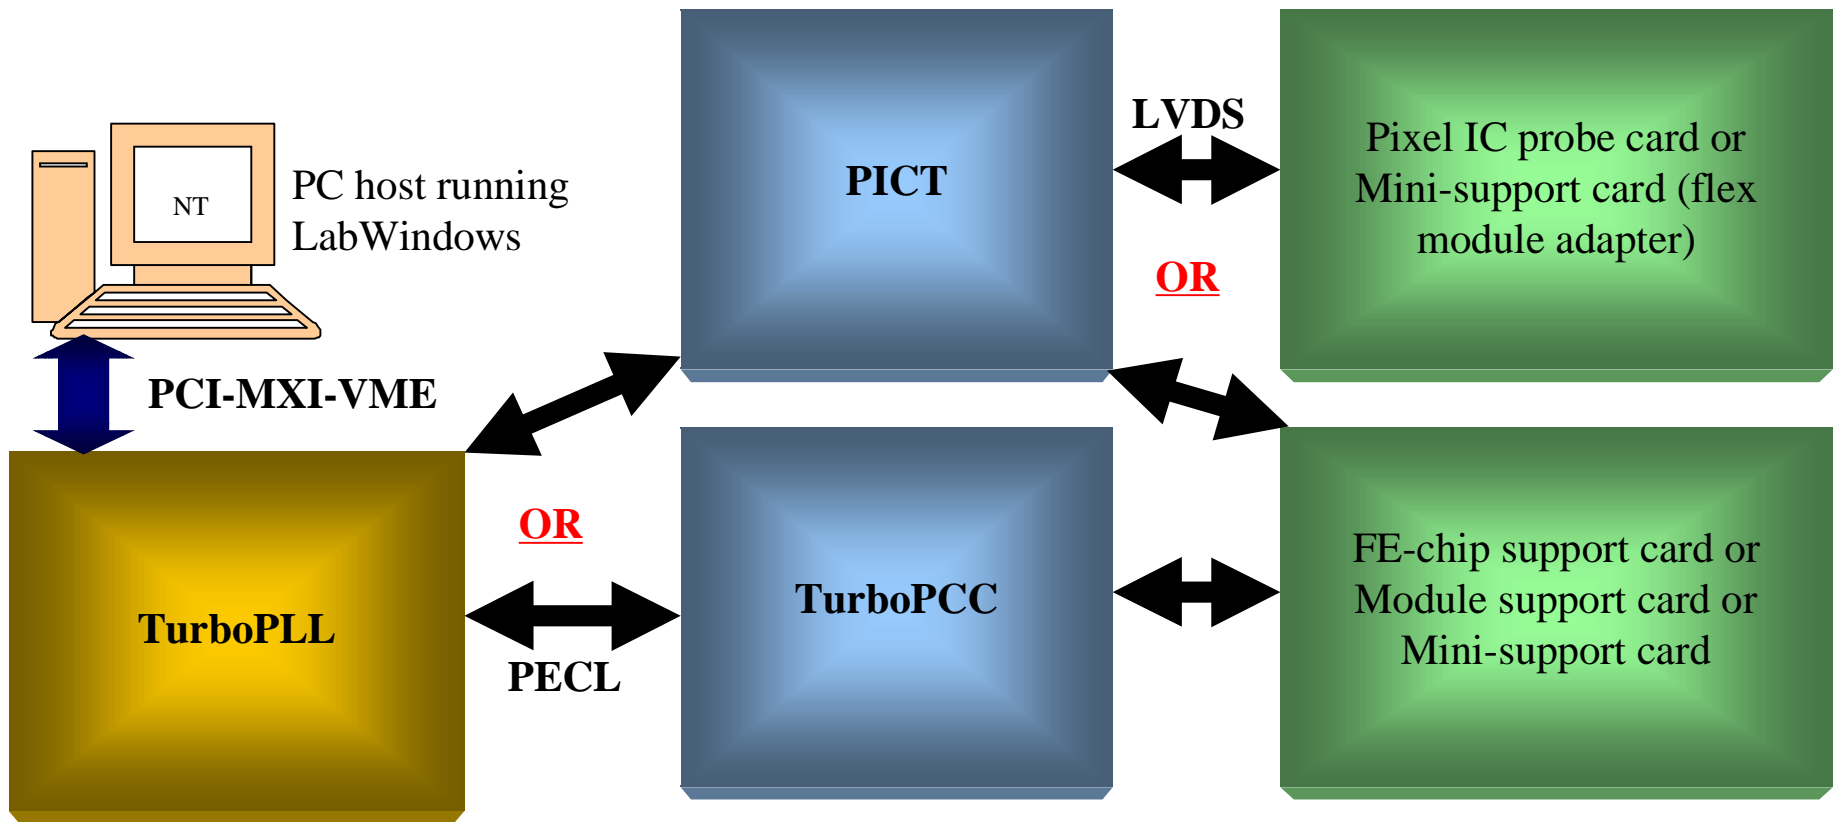 NT
PC host running
LabWindows
PCI-MXI-VME
TurboPLL
OR
PECL
PICT
TurboPCC
LVDS
OR
Pixel IC probe card or
Mini-support card (flex
module adapter)
FE-chip support card or
Module support card or
Mini-support card